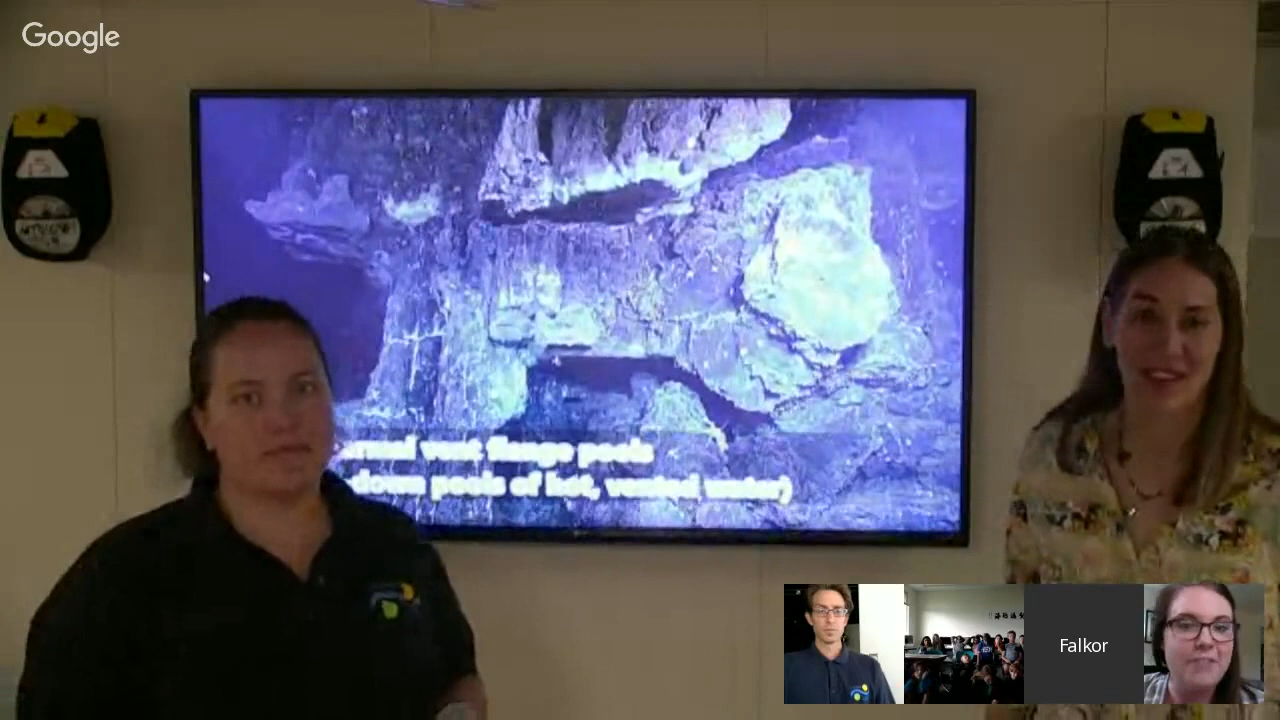 Google
vent flange pools
pools of hot, vented water)
Falkor